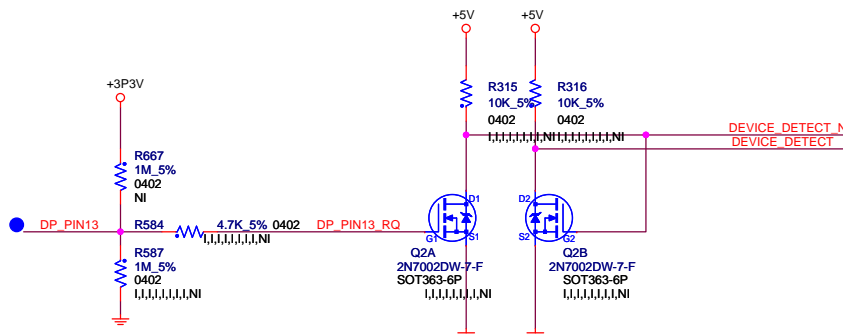 +5V
+5V
+3P3V
R315
10K_5%
0402
I,I,I,I,I,I,I,NI
R316
10K_5%
0402
I,I,I,I,I,I,I,NI
DEVICE_DETECT_N
DEVICE_DETECT
R667
1M_5%
0402
NI
DP_PIN13
R584
4.7K_5% 0402
I,I,I,I,I,I,I,NI
DP_PIN13_RQ
R587
1M_5%
0402
I,I,I,I,I,I,I,NI
D1
G1
S1
Q2A
2N7002DW-7-F
SOT363-6P
I,I,I,I,I,I,I,NI
D2
S2
G2
Q2B
2N7002DW-7-F
SOT363-6P
I,I,I,I,I,I,I,NI